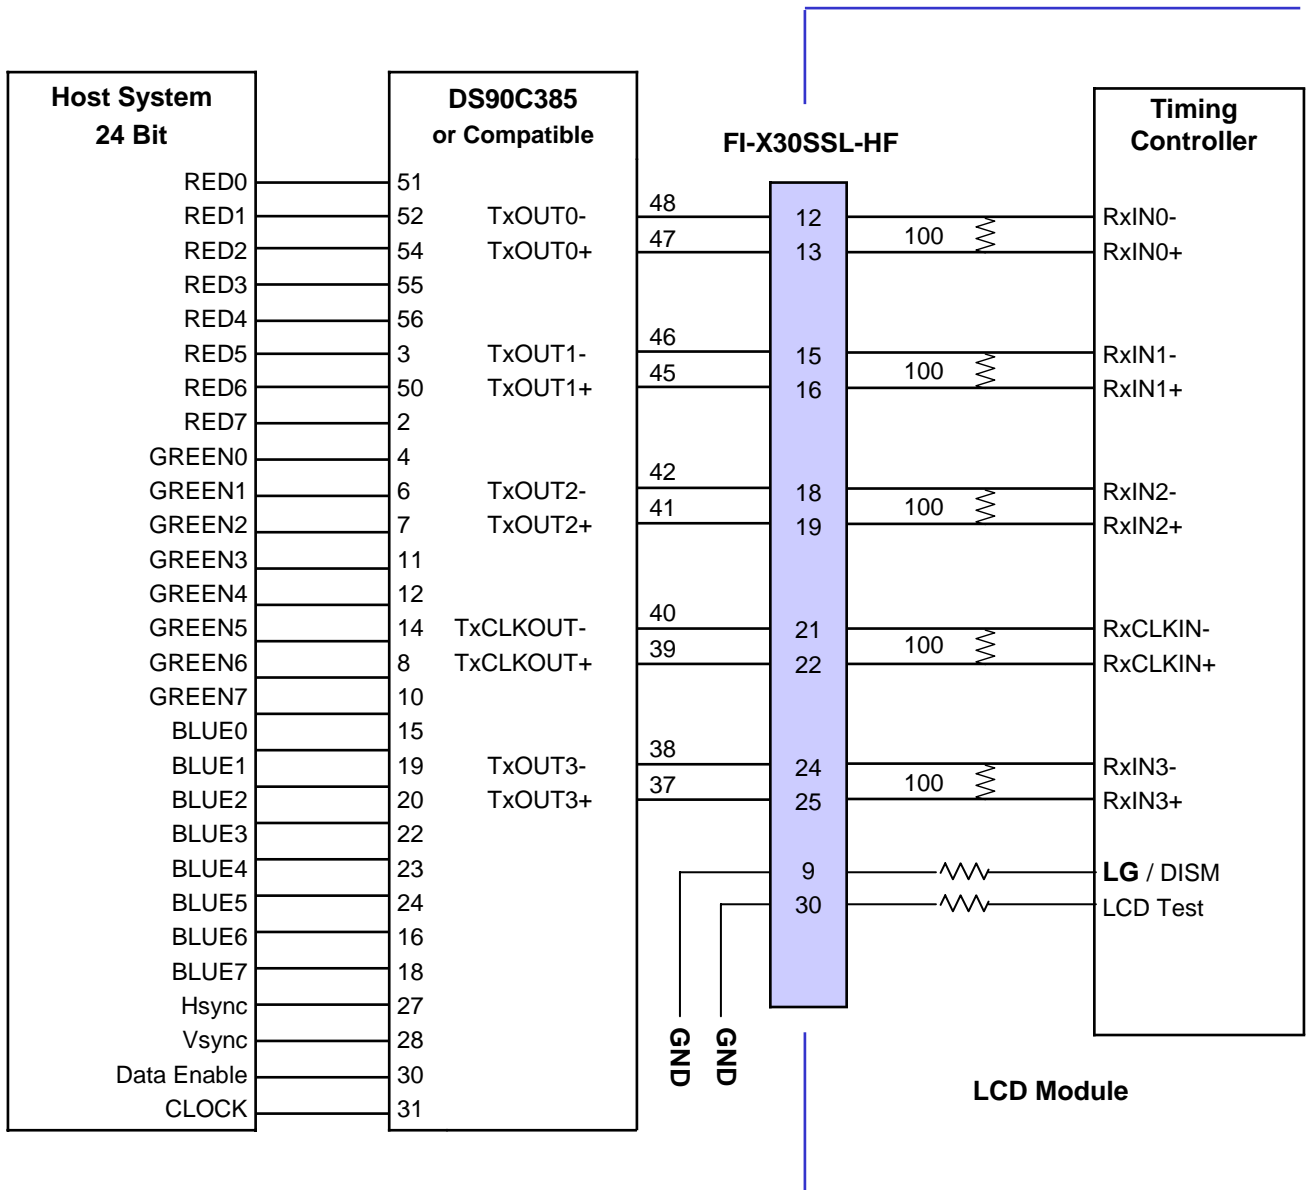 Host System
24 Bit
RED0
RED1
RED2
RED3
RED4
RED5
RED6
RED7
GREEN0
GREEN1
GREEN2
GREEN3
GREEN4
GREEN5
GREEN6
GREEN7
BLUE0
BLUE1
BLUE2
BLUE3
BLUE4
BLUE5
BLUE6
BLUE7
Hsync
Vsync
Data Enable
CLOCK
DS90C385
or Compatible
51
52
54
55
56
3
50
2
4
6
7
11
12
14
8
10
15
19
20
22
23
24
16
18
27
28
30
31
TxOUT0-
TxOUT0+
TxOUT1-
TxOUT1+
TxOUT2-
TxOUT2+
TxCLKOUT-
TxCLKOUT+
TxOUT3-
TxOUT3+
48
47
46
45
42
41
40
39
38
37
GND
GND
FI-X30SSL-HF
12
13
15
16
18
19
21
22
24
25
9
30
100
100
100
100
100
Timing
Controller
RxIN0-
RxIN0+
RxIN1-
RxIN1+
RxIN2-
RxIN2+
RxCLKIN-
RxCLKIN+
RxIN3-
RxIN3+
LG / DISM
LCD Test
LCD Module